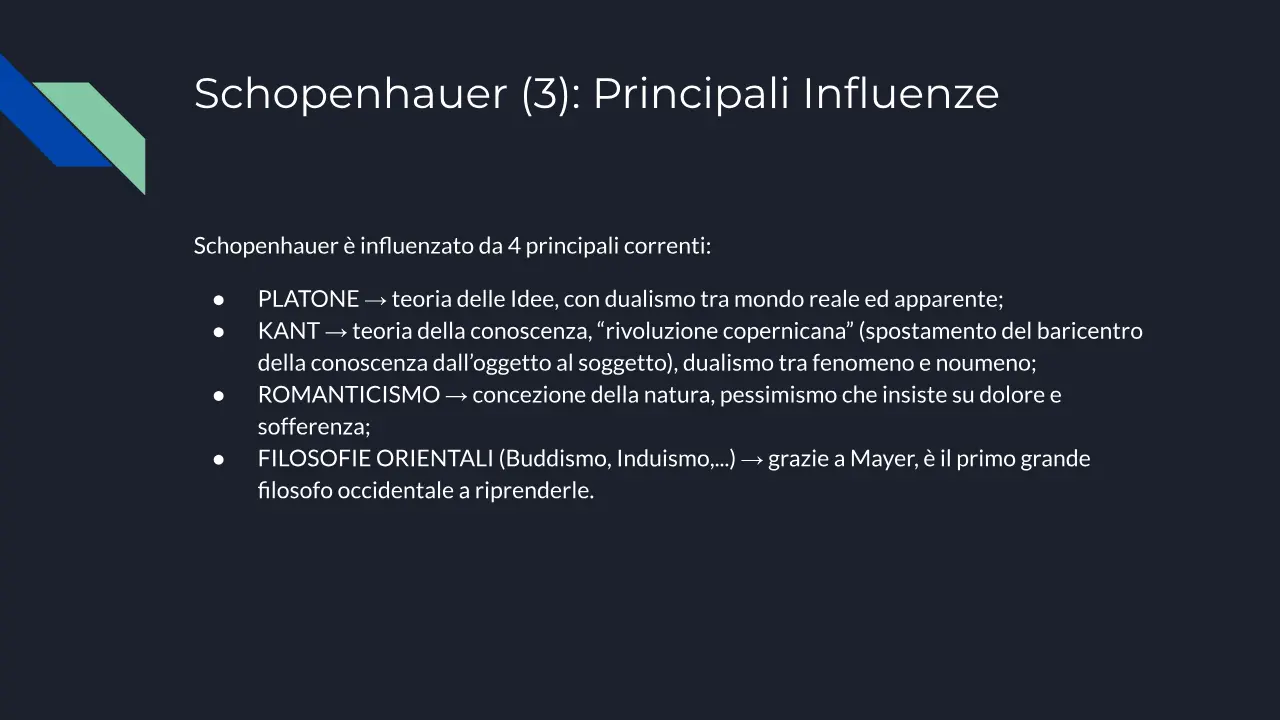 Schopenhauer (3): Principali Influenze
Schopenhauer è influenzato da 4 principali correnti:
● PLATONE → teoria delle Idee, con dualismo tra mondo reale ed apparente;
● KANT → teoria della conoscenza, “rivoluzione copernicana” (spostamento del baricentro
della conoscenza dall’oggetto al soggetto), dualismo tra fenomeno e noumeno;
● ROMANTICISMO → concezione della natura, pessimismo che insiste su dolore e
sofferenza;
● FILOSOFIE ORIENTALI (Buddismo, Induismo,...) → grazie a Mayer, è il primo grande
filosofo occidentale a riprenderle.